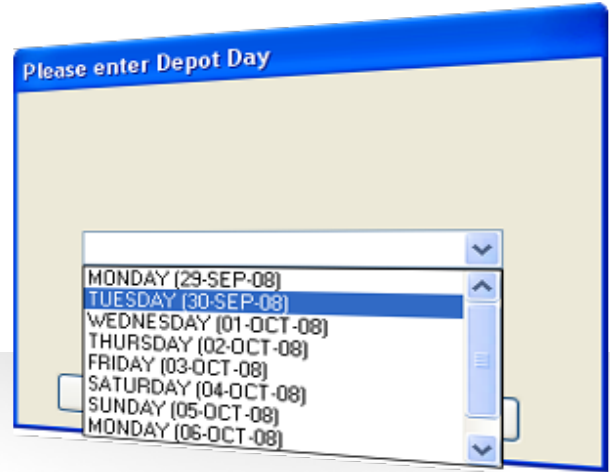 Please enter Depot Day
MONDAY (29-SEP-08)
TUESDAY (30-SEP-08)
WEDNESDAY (01-OCT-08)
THURSDAY (02-OCT-08)
FRIDAY (03-OCT-08)
SATURDAY (04-OCT-08)
SUNDAY (05-OCT-08)
MONDAY (06-OCT-08)